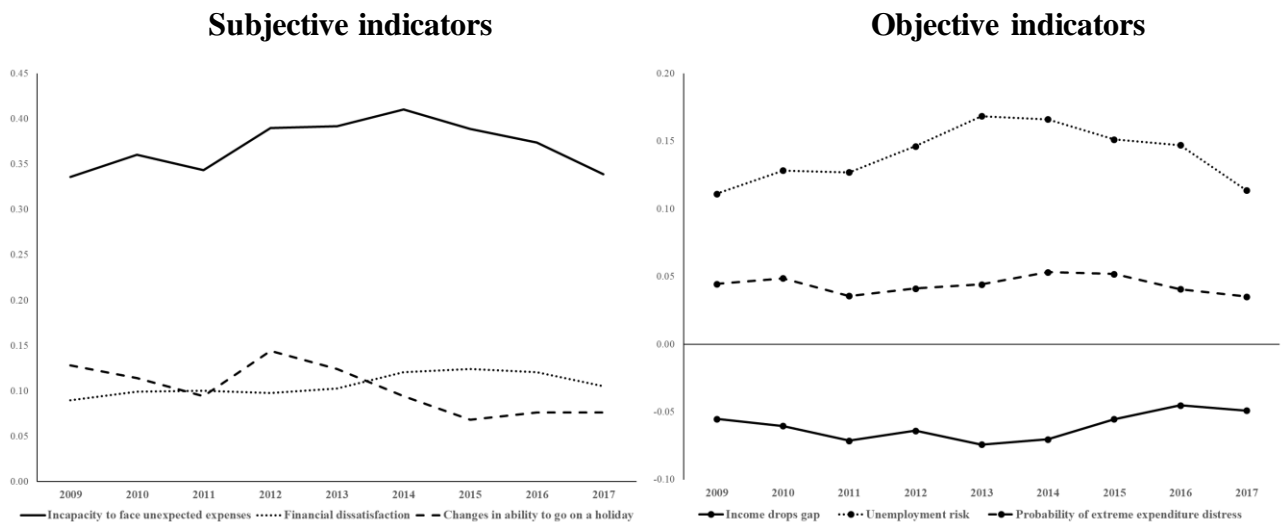 Subjective indicators
0.45
0.40
0.35
0.30
0.25
0.20
0.15
0.10
0.05
0.00
2009 2010 2011 2012 2013 2014 2015 2016 2017
Incapacity to face unexpected expenses Financial dissatisfaction Changes in ability to go on a holiday
Objective indicators
0.20
0.15
0.10
0.05
0.00
-0.05
-0.10
2009 2010 2011 2012 2013 2014 2015 2016 2017
Income drops gap Unemployment risk Probability of extreme expenditure distress